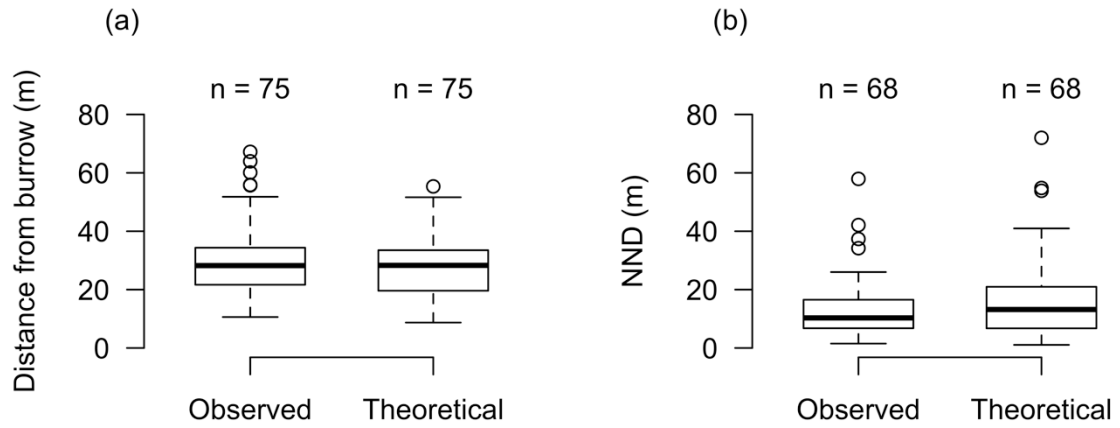 (a)
(b)
Distance from burrow (m)
n = 75
n = 75
80
60
40
20
0
Observed
Theoretical
NND (m)
n = 68
n = 68
80
60
40
20
0
Observed
Theoretical